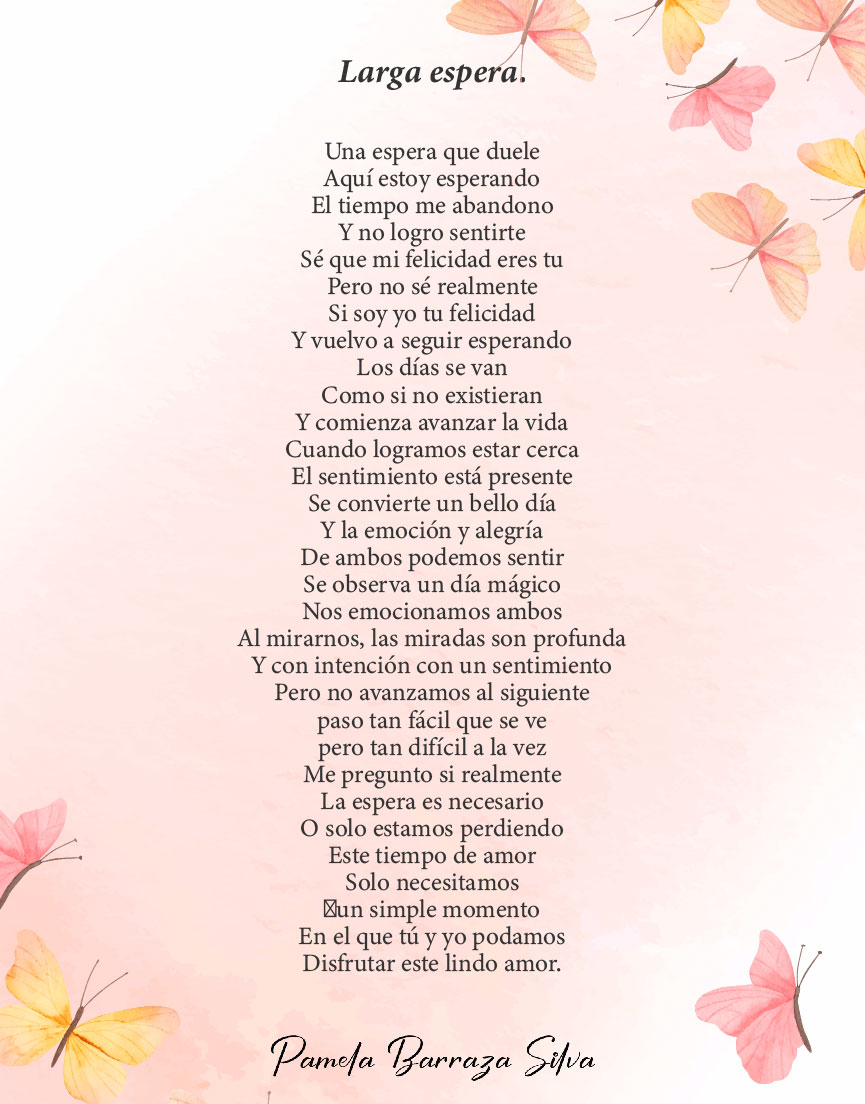 Larga espera.
Una espera que duele
Aquí estoy esperando
El tiempo me abandono
Y no logro sentirte
Sé que mi felicidad eres tu
Pero no sé realmente
Si soy yo tu felicidad
Y vuelvo a seguir esperando
Los días se van
Como si no existieran
Y comienza avanzar la vida
Cuando logramos estar cerca
El sentimiento está presente
Se convierte un bello día
Y la emoción y alegría
De ambos podemos sentir
Se observa un día mágico
Nos emocionamos ambos
Al mirarnos, las miradas son profunda
Y con intención con un sentimiento
Pero no avanzamos al siguiente
paso tan fácil que se ve
pero tan difícil a la vez
Me pregunto si realmente
La espera es necesario
O solo estamos perdiendo
Este tiempo de amor
Solo necesitamos
un simple momento
En el que tú y yo podamos
Disfrutar este lindo amor.
Pamela Barraza Silva